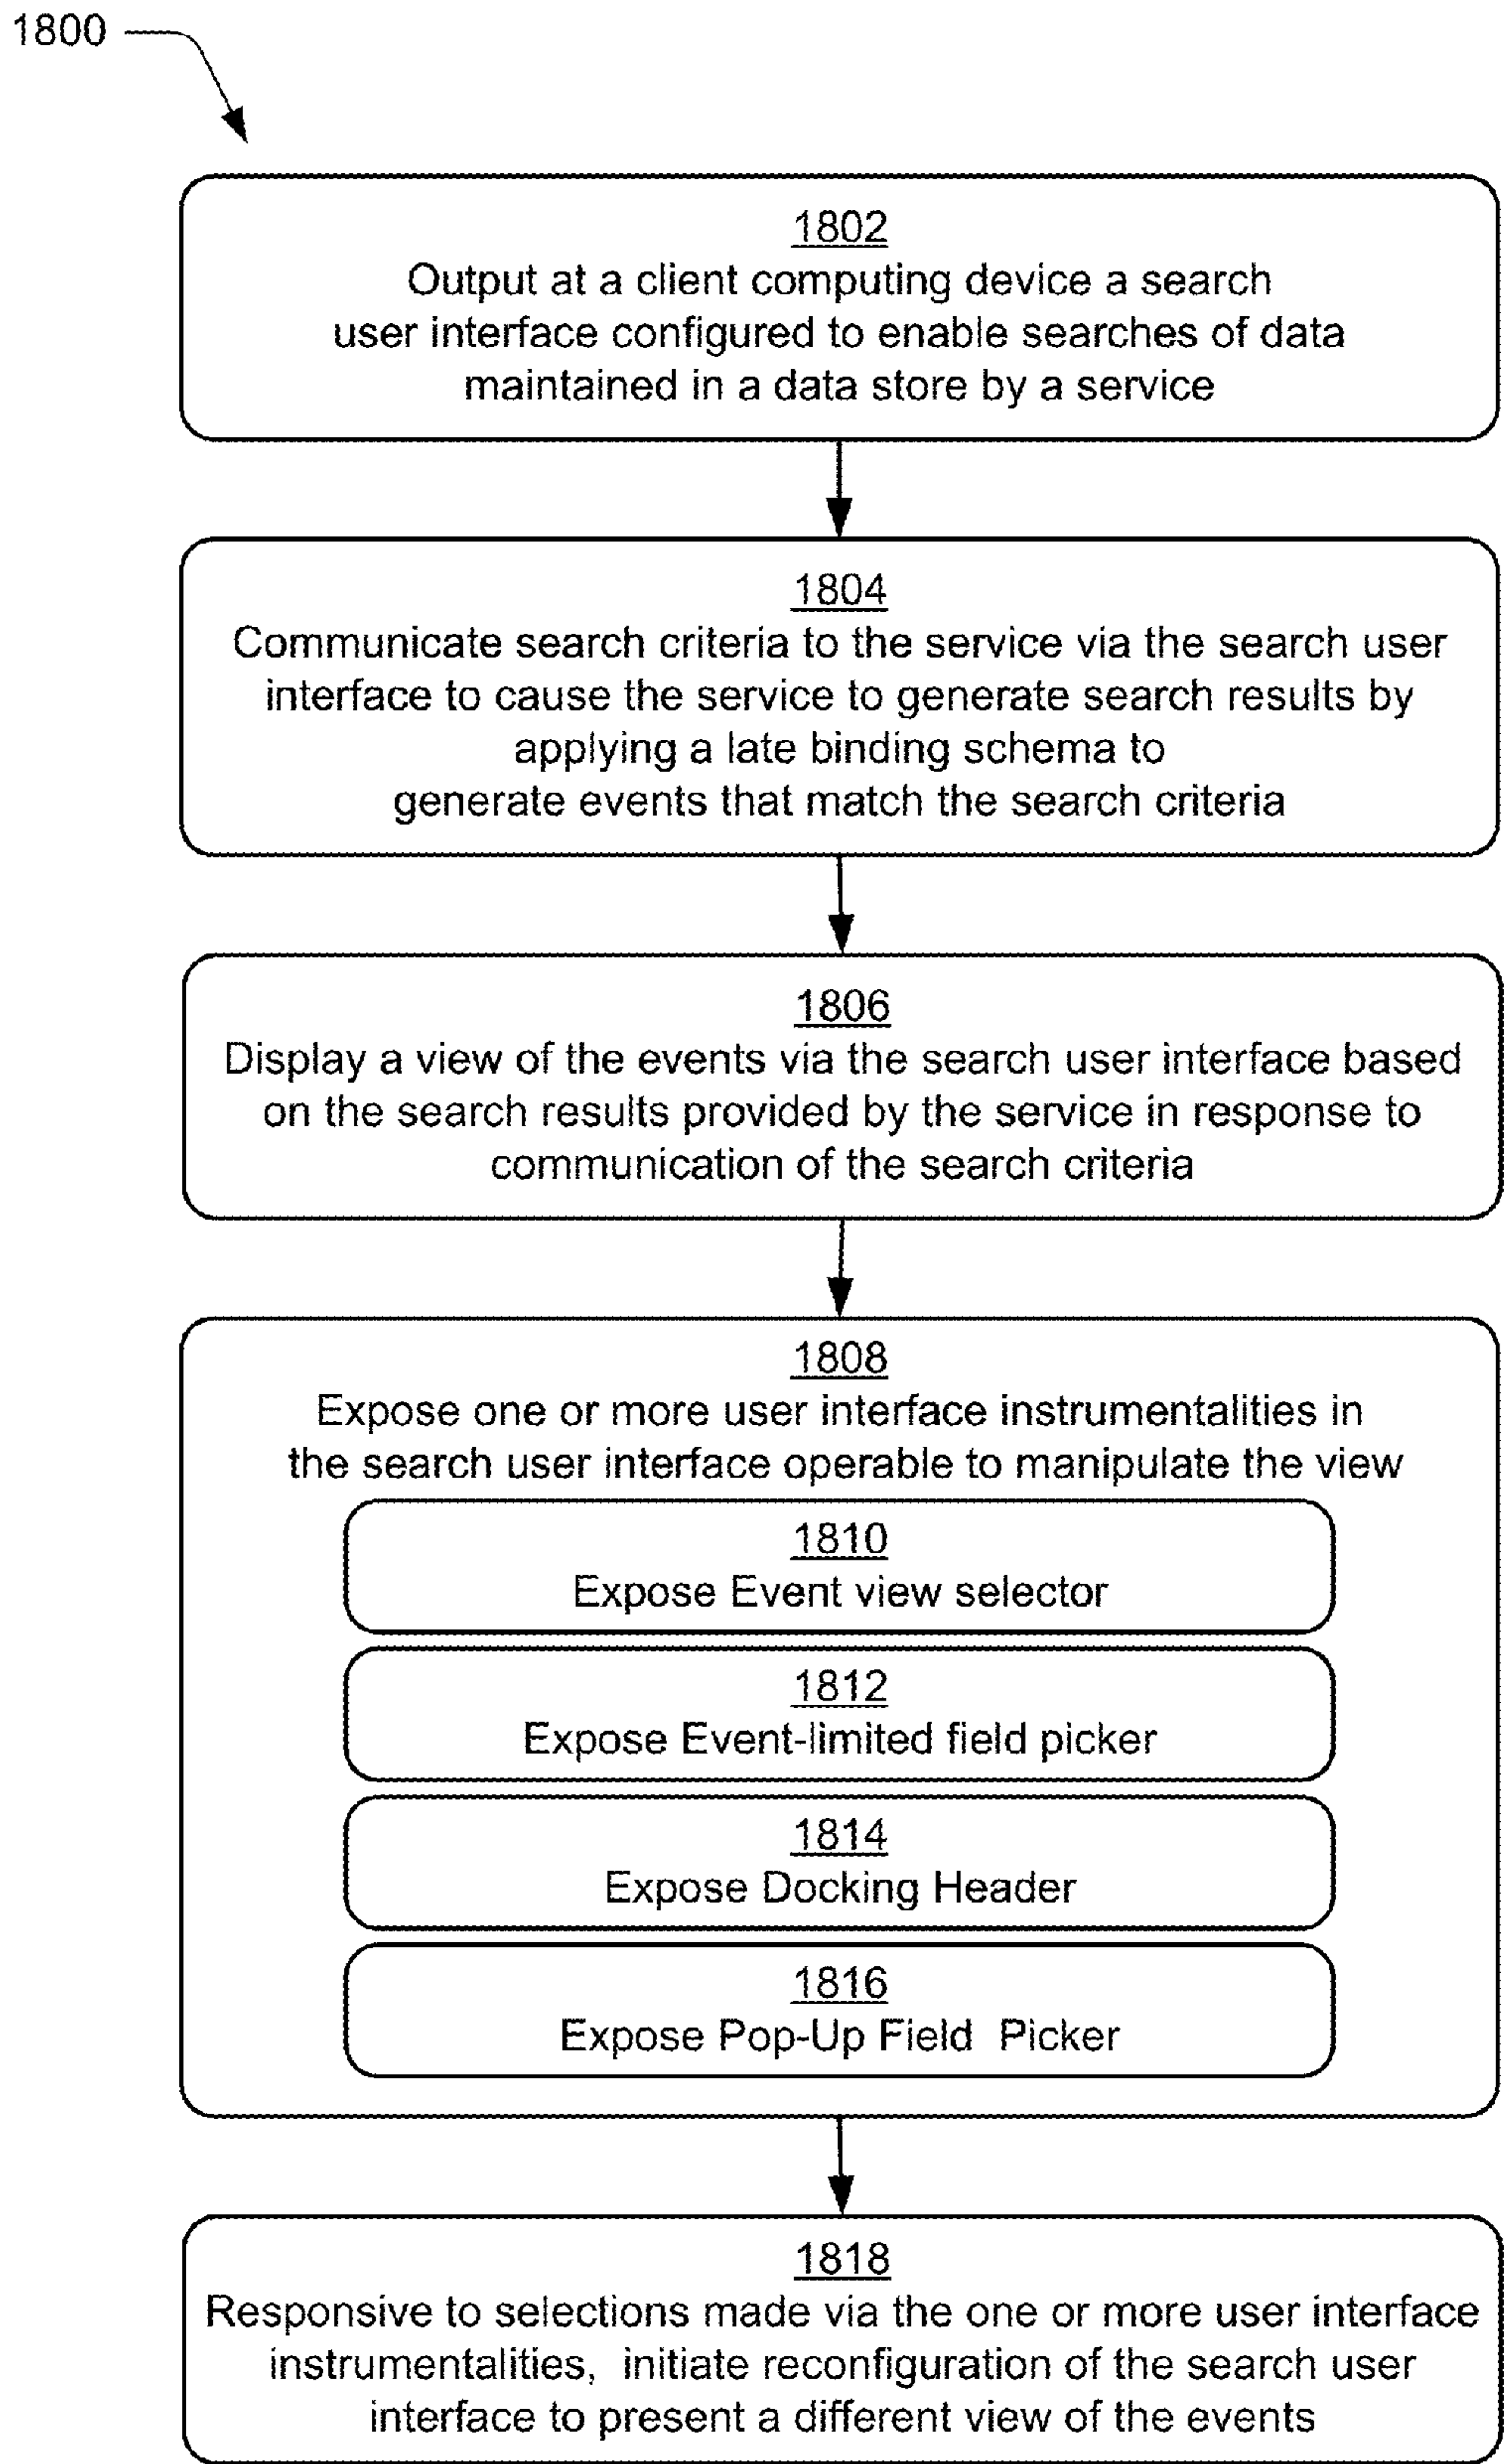 1800
1802
Output at a client computing device a search
user interface configured to enable searches of data
maintained in a data store by a service
1804
Communicate search criteria to the service via the search user
interface to cause the service to generate search results by
applying a late binding schema to
generate events that match the search criteria
1806
Display a view of the events via the search user interface based
on the search results provided by the service in response to
communication of the search criteria
1808
Expose one or more user interface instrumentalities in
the search user interface operable to manipulate the view
1810
Expose Event view selector
1812
Expose Event-limited field picker
1814
Expose Docking Header
1816
Expose Pop-Up Field Picker
1818
Responsive to selections made via the one or more user interface
instrumentalities, initiate reconfiguration of the search user
interface to present a different view of the events